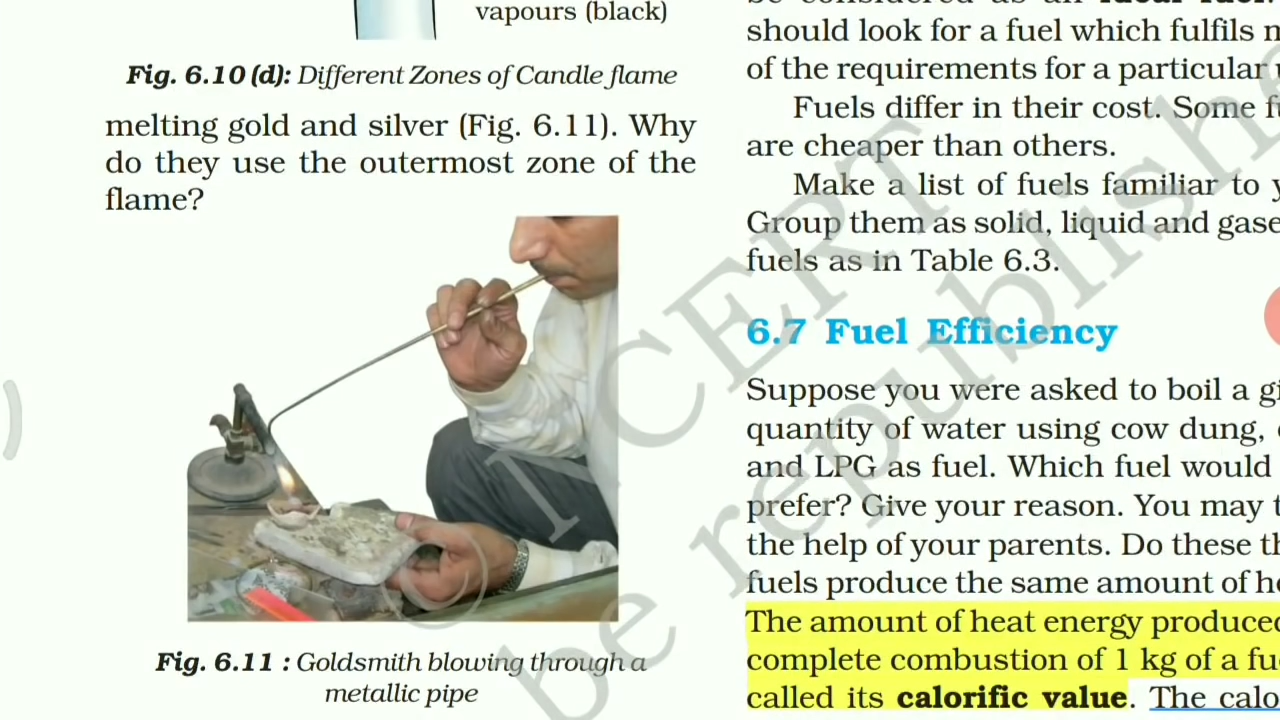 vapours (black)
Fig. 6.10 (d): Different Zones of Candle flame
melting gold and silver (Fig. 6.11). Why
do they use the outermost zone of the
flame?
Fig. 6.11 : Goldsmith blowing through a
metallic pipe
should look for a fuel which fulfils
of the requirements for a particular
Fuels differ in their cost. Some
are cheaper than others.
Make a list of fuels familiar to
Group them as solid, liquid and
fuels as in Table 6.3.
6.7 Fuel Efficiency
Suppose you were asked to boil a
quantity of water using cow dung,
and LPG as fuel. Which fuel would
prefer? Give your reason. You may
the help of your parents. Do these
fuels produce the same amount of
The amount of heat energy produced
complete combustion of 1 kg of a
called its calorific value. The
© NCERT
be republished